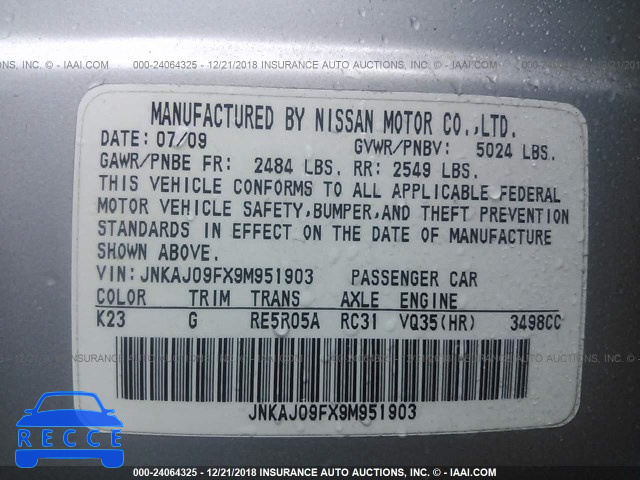 000-24064325 - 12/21/2018 INSURANCE AUTO AUCTIONS, INC. © - IAAI.COM
MANUFACTURED BY NISSAN MOTOR CO.,LTD.
DATE: 07/09 GVWR/PNBV: 5024 LBS.
GAWR/PNBE FR: 2484 LBS. RR: 2549 LBS.
THIS VEHICLE CONFORMS TO ALL APPLICABLE FEDERAL
MOTOR VEHICLE SAFETY,BUMPER,AND THEFT PREVENTION
STANDARDS IN EFFECT ON THE DATE OF MANUFACTURE
SHOWN ABOVE.
VIN:JNKAJ09FX9M951903 PASSENGER CAR
COLOR TRIM TRANS AXLE ENGINE
K23 G RE5R05A RC31 VQ35(HR) 3498CC
JNKAJ09FX9M951903
RECCE
000-24064325 - 12/21/2018 INSURANCE AUTO AUCTIONS, INC. © - IAAI.COM